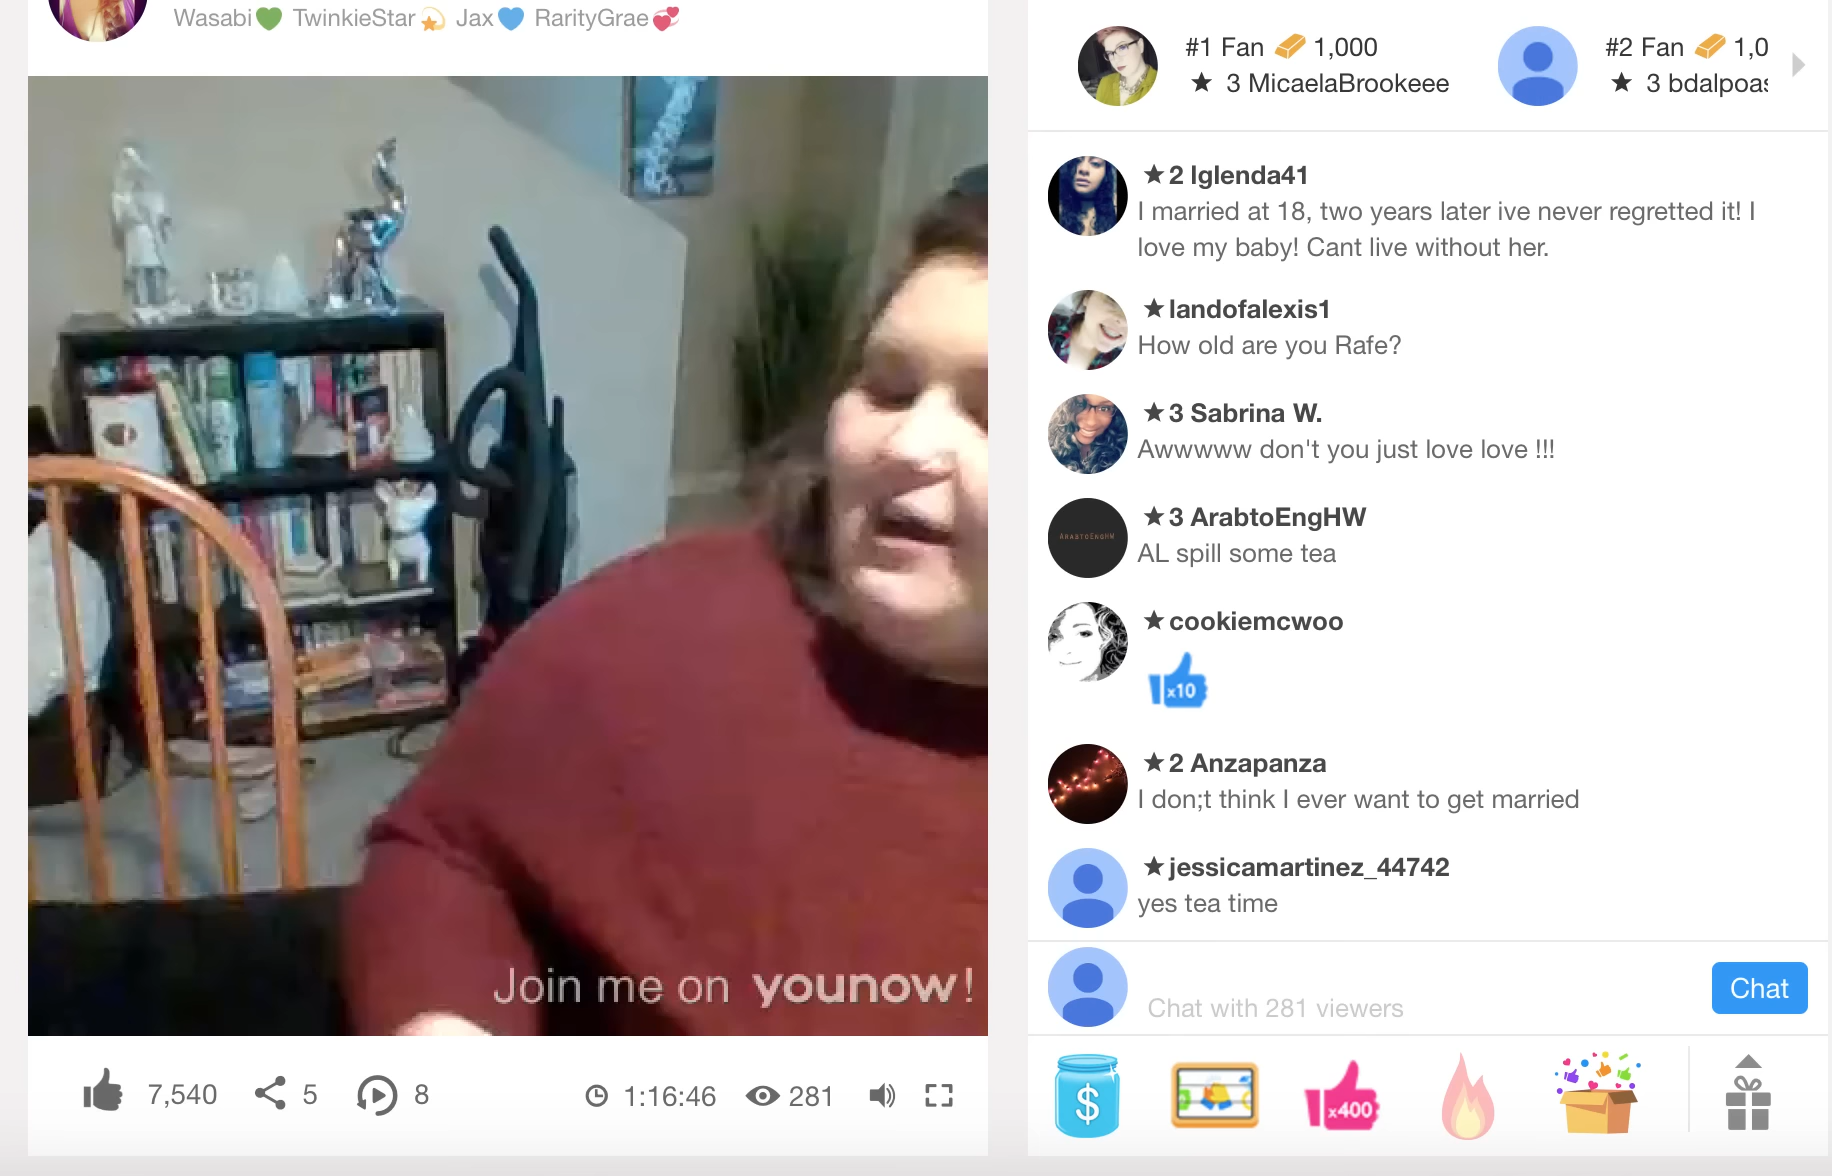 Wasabi💚 TwinkieStar💫 Jax💙 RarityGrae💞
#1 Fan 1,000
★ 3 MicaelaBrookeee
#2 Fan 1,0
★ 3 bdalpoas
★2 lglenda41
I married at 18, two years later ive never regretted it! I
love my baby! Cant live without her.
★landofalexis1
How old are you Rafe?
★3 Sabrina W.
Awwwww don't you just love love !!!
★3 ArabtoEngHW
ARABTOENGHW
AL spill some tea
★cookiemcwoo
x10
★2 Anzapanza
I don;t think I ever want to get married
★jessicamartinez_44742
yes tea time
Join me on younow!
Chat with 281 viewers
Chat
7,540 5 8 1:16:46 281
$
x400